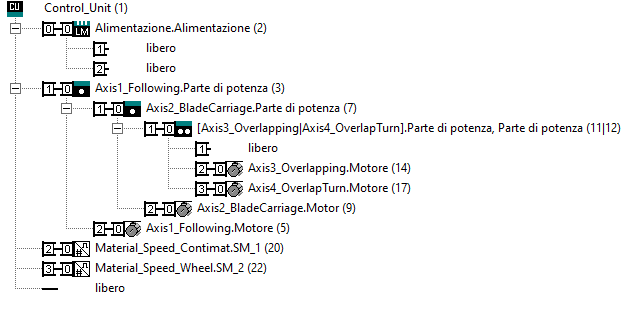 CU Control_Unit (1)
0 0 LM Alimentazione.Alimentazione (2)
1 libero
2 libero
1 0 Axis1_Following.Parte di potenza (3)
1 0 Axis2_BladeCarriage.Parte di potenza (7)
1 0 [Axis3_Overlapping|Axis4_OverlapTurn].Parte di potenza, Parte di potenza (11|12)
1 libero
2 0 Axis3_Overlapping.Motore (14)
3 0 Axis4_OverlapTurn.Motore (17)
2 0 Axis2_BladeCarriage.Motor (9)
2 0 Axis1_Following.Motore (5)
2 0 Material_Speed_Contimat.SM_1 (20)
3 0 Material_Speed_Wheel.SM_2 (22)
libero